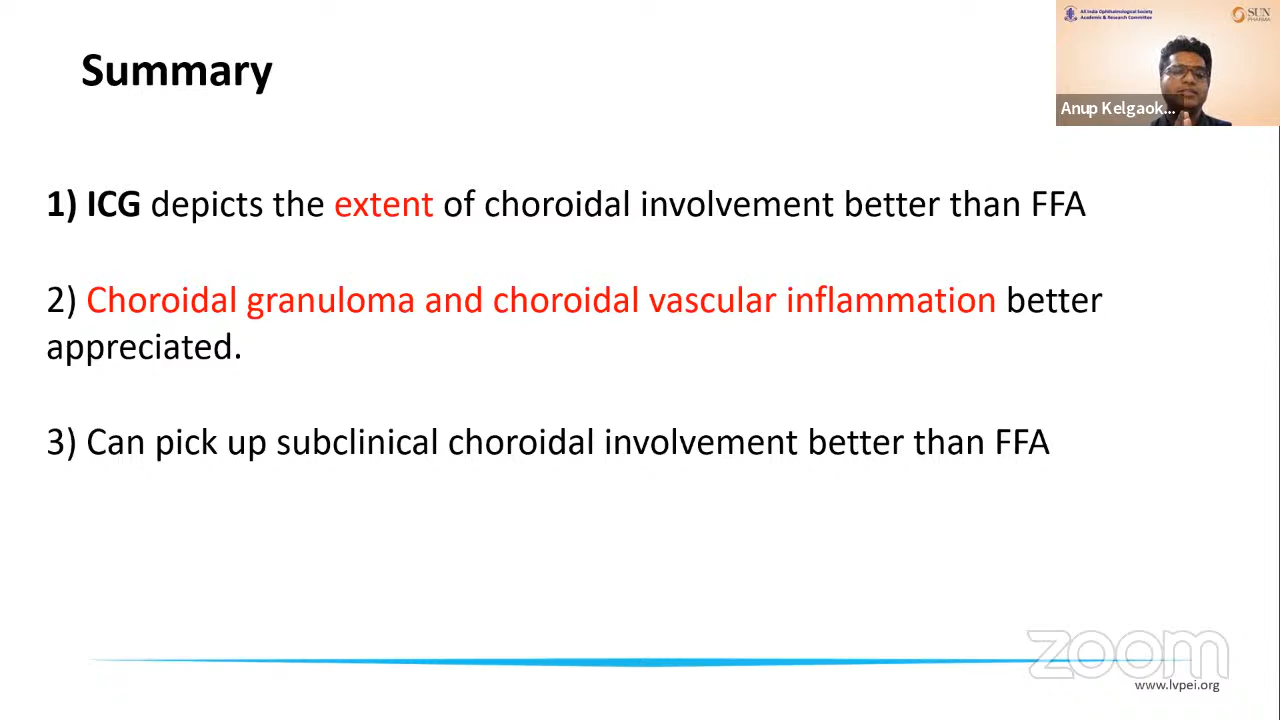 All India Ophthalmological Society
Academic & Research Committee
SUN
PHARMA
Summary
Anup Kelgaok...
1) ICG depicts the extent of choroidal involvement better than FFA
2) Choroidal granuloma and choroidal vascular inflammation better
appreciated.
3) Can pick up subclinical choroidal involvement better than FFA
zoom
www.lvpei.org